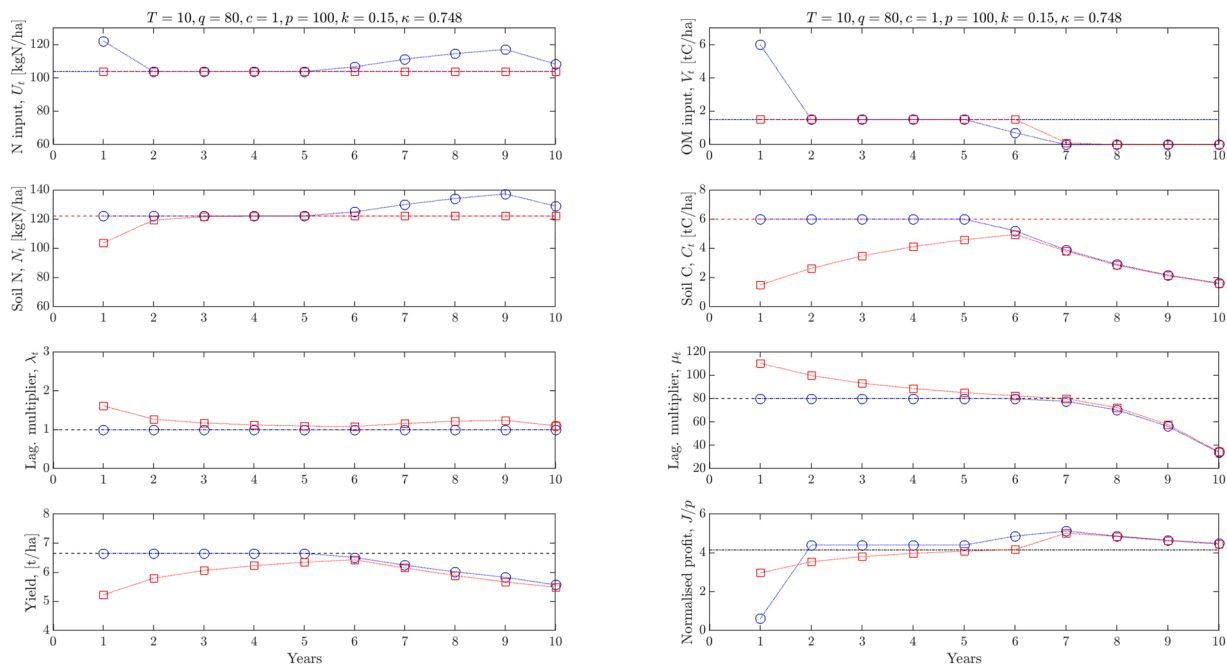 T = 10, q = 80, c = 1, p = 100, k = 0.15, κ = 0.748
N input, U_t [kgN/ha]
120
100
80
60
0 1 2 3 4 5 6 7 8 9 10
Soil N, N_t [kgN/ha]
140
120
100
80
60
0 1 2 3 4 5 6 7 8 9 10
Lag. multiplier, λ_t
3
2
1
0
0 1 2 3 4 5 6 7 8 9 10
Yield, [t/ha]
8
7
6
5
4
0 1 2 3 4 5 6 7 8 9 10
Years
T = 10, q = 80, c = 1, p = 100, k = 0.15, κ = 0.748
OM input, V_t [tC/ha]
6
4
2
0
0 1 2 3 4 5 6 7 8 9 10
Soil C, C_t [tC/ha]
8
6
4
2
0
0 1 2 3 4 5 6 7 8 9 10
Lag. multiplier, μ_t
120
100
80
60
40
20
0 1 2 3 4 5 6 7 8 9 10
Normalised profit, J/p
6
4
2
0
0 1 2 3 4 5 6 7 8 9 10
Years